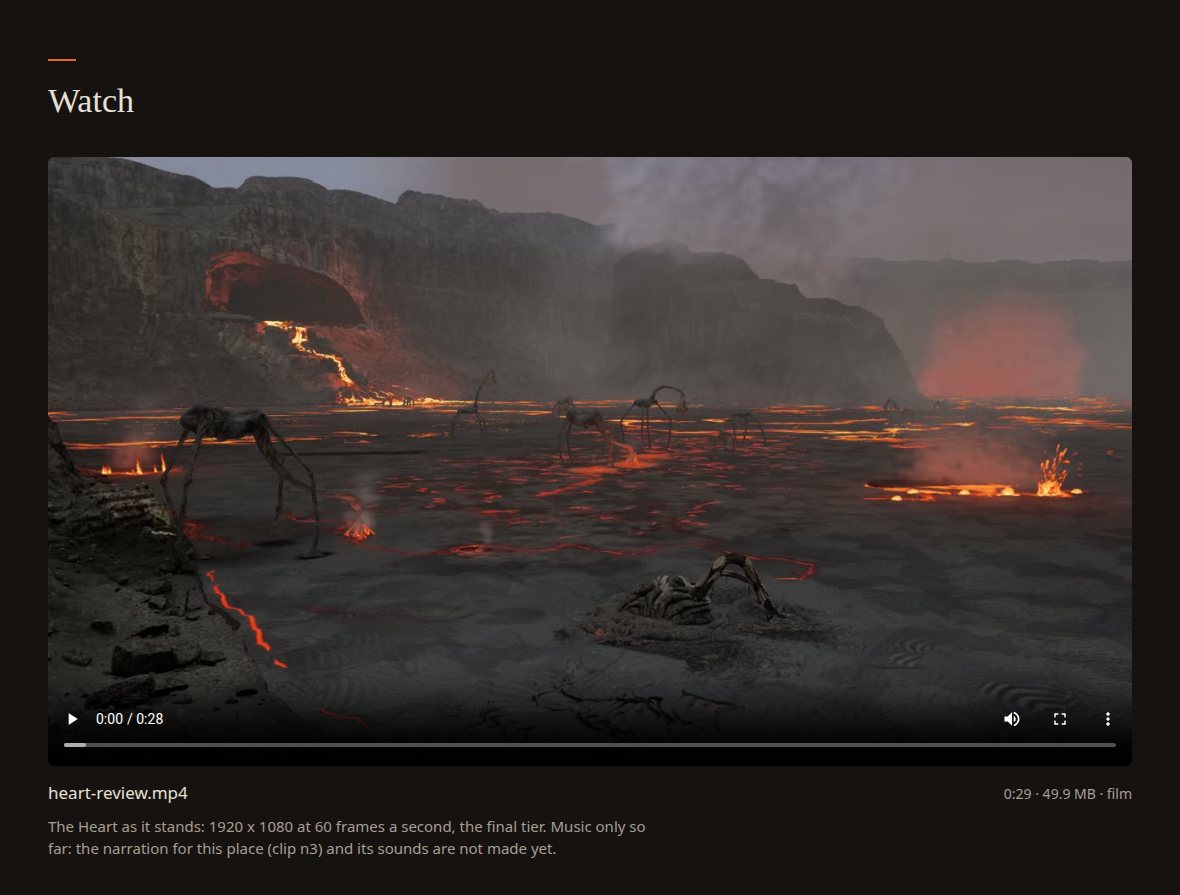 Watch
0:00 / 0:28
heart-review.mp4
0:29 · 49.9 MB · film
The Heart as it stands: 1920 x 1080 at 60 frames a second, the final tier. Music only so
far: the narration for this place (clip n3) and its sounds are not made yet.